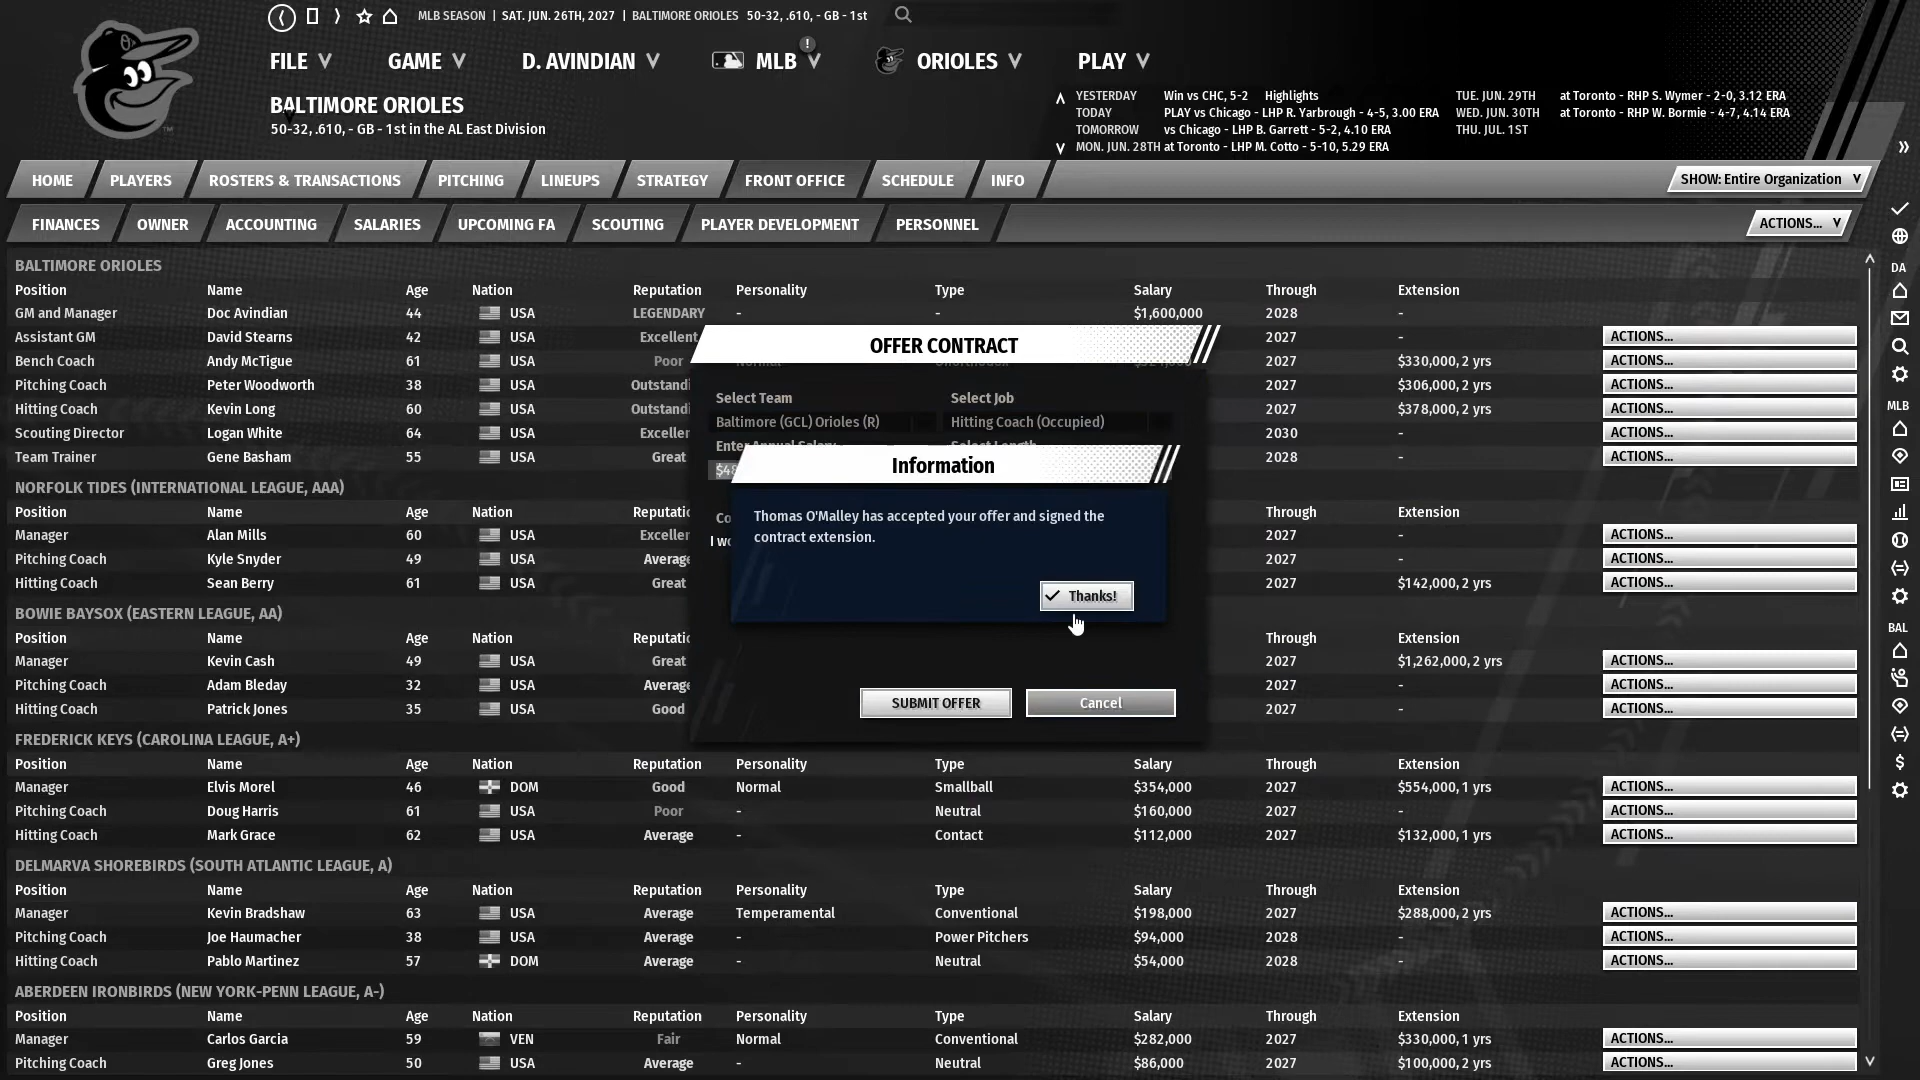 MLB SEASON | SAT. JUN. 26TH, 2027 | BALTIMORE ORIOLES 50-32, .610, - GB - 1st
FILE GAME D. AVINDIAN MLB ! ORIOLES PLAY
BALTIMORE ORIOLES
50-32, .610, - GB - 1st in the AL East Division
YESTERDAY Win vs CHC, 5-2 Highlights TUE. JUN. 29TH at Toronto - RHP S. Wymer - 2-0, 3.12 ERA
TODAY PLAY vs Chicago - LHP R. Yarbrough - 4-5, 3.00 ERA WED. JUN. 30TH at Toronto - RHP W. Bormie - 4-7, 4.14 ERA
TOMORROW vs Chicago - LHP B. Garrett - 5-2, 4.10 ERA THU. JUL. 1ST
MON. JUN. 28TH at Toronto - LHP M. Cotto - 5-10, 5.29 ERA
HOME PLAYERS ROSTERS & TRANSACTIONS PITCHING LINEUPS STRATEGY FRONT OFFICE SCHEDULE INFO SHOW: Entire Organization
FINANCES OWNER ACCOUNTING SALARIES UPCOMING FA SCOUTING PLAYER DEVELOPMENT PERSONNEL ACTIONS...
BALTIMORE ORIOLES
Position Name Age Nation Reputation Personality Type Salary Through Extension
GM and Manager Doc Avindian 44 USA LEGENDARY - - $1,600,000 2028 -
Assistant GM David Stearns 42 USA Excellent 2027 - ACTIONS...
Bench Coach Andy McTigue 61 USA Poor 2027 $330,000, 2 yrs ACTIONS...
Pitching Coach Peter Woodworth 38 USA Outstandi 2027 $306,000, 2 yrs ACTIONS...
Hitting Coach Kevin Long 60 USA Outstandi 2027 $378,000, 2 yrs ACTIONS...
Scouting Director Logan White 64 USA Excellen 2030 - ACTIONS...
Team Trainer Gene Basham 55 USA Great 2028 - ACTIONS...
OFFER CONTRACT
Select Team Select Job
Baltimore (GCL) Orioles (R) Hitting Coach (Occupied)
Enter Annual Salary Select Length
$48
Co
I wo
Information
Thomas O'Malley has accepted your offer and signed the
contract extension.
Thanks!
SUBMIT OFFER Cancel
NORFOLK TIDES (INTERNATIONAL LEAGUE, AAA)
Position Name Age Nation Reputatio Through Extension
Manager Alan Mills 60 USA Excellen 2027 - ACTIONS...
Pitching Coach Kyle Snyder 49 USA Average 2027 - ACTIONS...
Hitting Coach Sean Berry 61 USA Great 2027 $142,000, 2 yrs ACTIONS...
BOWIE BAYSOX (EASTERN LEAGUE, AA)
Position Name Age Nation Reputatio Through Extension
Manager Kevin Cash 49 USA Great 2027 $1,262,000, 2 yrs ACTIONS...
Pitching Coach Adam Bleday 32 USA Average 2027 - ACTIONS...
Hitting Coach Patrick Jones 35 USA Good 2027 - ACTIONS...
FREDERICK KEYS (CAROLINA LEAGUE, A+)
Position Name Age Nation Reputation Personality Type Salary Through Extension
Manager Elvis Morel 46 DOM Good Normal Smallball $354,000 2027 $554,000, 1 yrs ACTIONS...
Pitching Coach Doug Harris 61 USA Poor - Neutral $160,000 2027 - ACTIONS...
Hitting Coach Mark Grace 62 USA Average - Contact $112,000 2027 $132,000, 1 yrs ACTIONS...
DELMARVA SHOREBIRDS (SOUTH ATLANTIC LEAGUE, A)
Position Name Age Nation Reputation Personality Type Salary Through Extension
Manager Kevin Bradshaw 63 USA Average Temperamental Conventional $198,000 2027 $288,000, 2 yrs ACTIONS...
Pitching Coach Joe Haumacher 38 USA Average - Power Pitchers $94,000 2028 - ACTIONS...
Hitting Coach Pablo Martinez 57 DOM Average - Neutral $54,000 2028 - ACTIONS...
ABERDEEN IRONBIRDS (NEW YORK-PENN LEAGUE, A-)
Position Name Age Nation Reputation Personality Type Salary Through Extension
Manager Carlos Garcia 59 VEN Fair Normal Conventional $282,000 2027 $330,000, 1 yrs ACTIONS...
Pitching Coach Greg Jones 50 USA Average - Neutral $86,000 2027 $100,000, 2 yrs ACTIONS...
DA
MLB
BAL